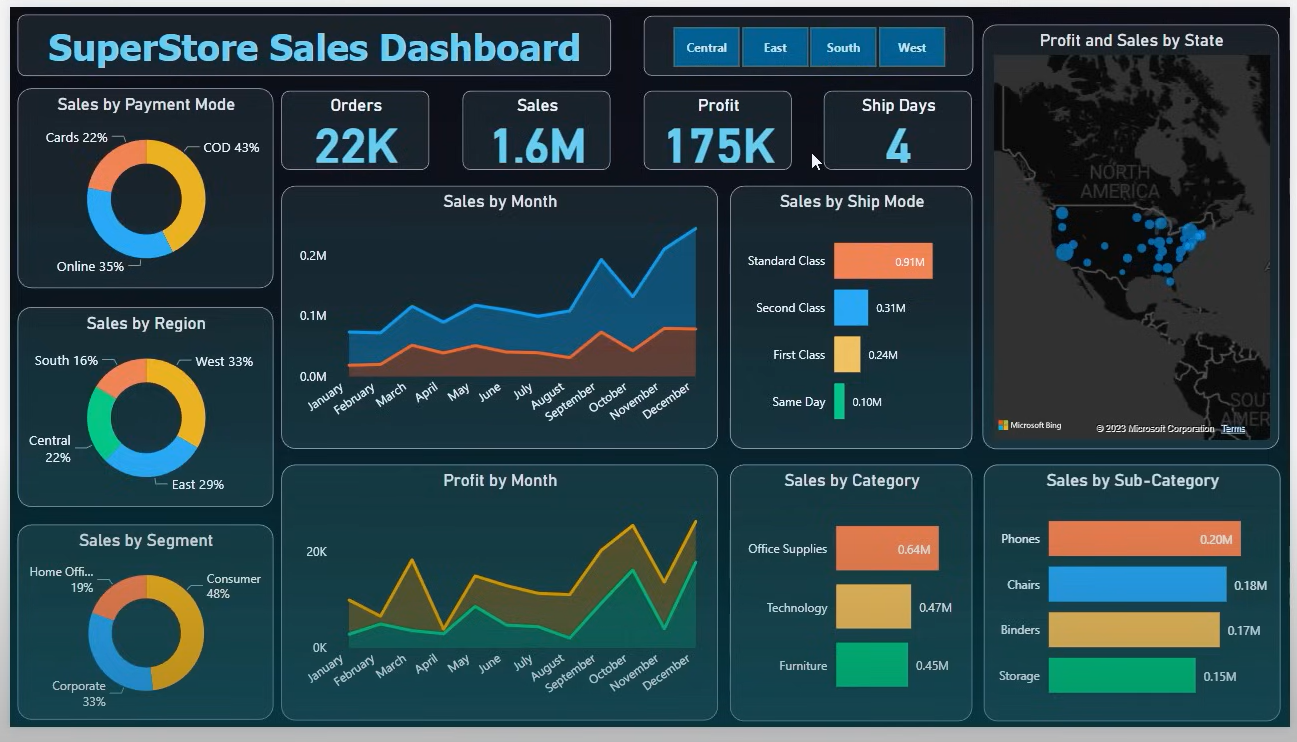 SuperStore Sales Dashboard
Central
East
South
West
Profit and Sales by State
Sales by Payment Mode
Cards 22%
COD 43%
Online 35%
Orders
22K
Sales
1.6M
Profit
175K
Ship Days
4
NORTH
AMERICA
SOUT
AMER
Microsoft Bing
© 2023 Microsoft Corporation
Terms
Sales by Month
0.2M
0.1M
0.0M
January
February
March
April
May
June
July
August
September
October
November
December
Sales by Ship Mode
Standard Class
0.91M
Second Class
0.31M
First Class
0.24M
Same Day
0.10M
Sales by Region
South 16%
West 33%
Central
22%
East 29%
Sales by Segment
Home Offi...
19%
Consumer
48%
Corporate
33%
Profit by Month
20K
0K
January
February
March
April
May
June
July
August
September
October
November
December
Sales by Category
Office Supplies
0.64M
Technology
0.47M
Furniture
0.45M
Sales by Sub-Category
Phones
0.20M
Chairs
0.18M
Binders
0.17M
Storage
0.15M